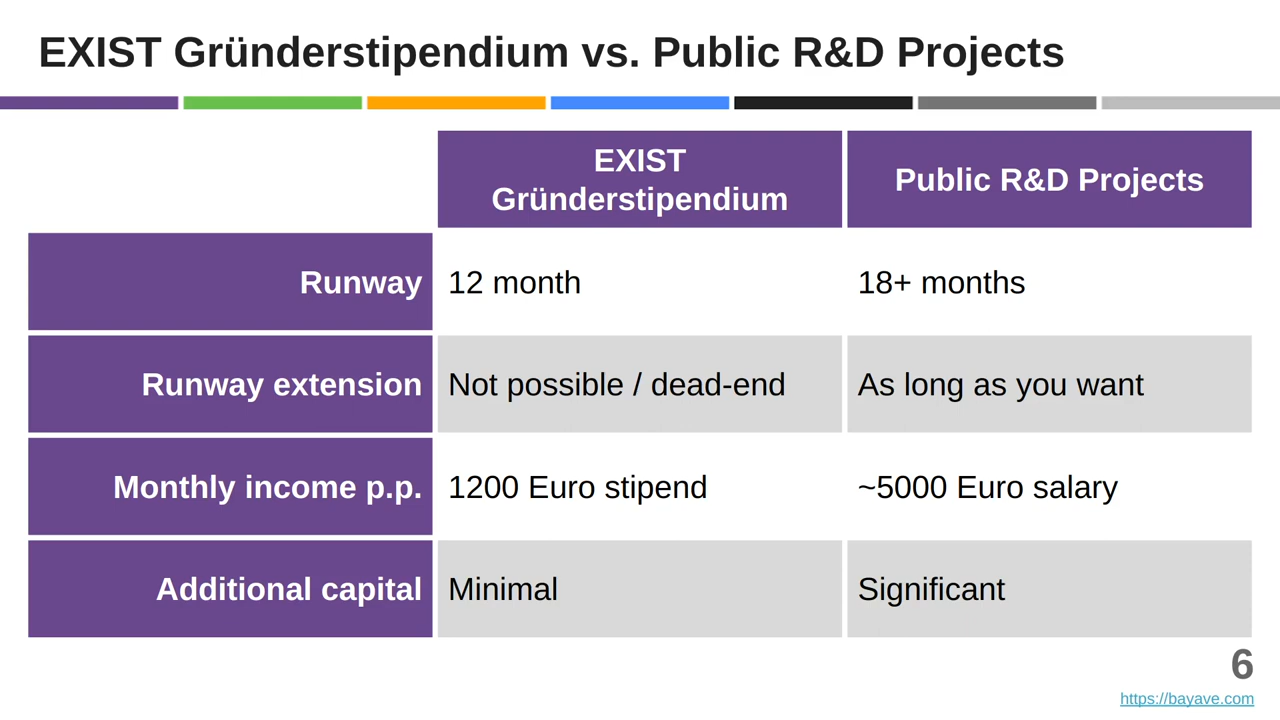 EXIST Gründerstipendium vs. Public R&D Projects
EXIST
Gründerstipendium
Public R&D Projects
Runway
12 month
18+ months
Runway extension
Not possible / dead-end
As long as you want
Monthly income p.p.
1200 Euro stipend
~5000 Euro salary
Additional capital
Minimal
Significant
6
https://bayave.com